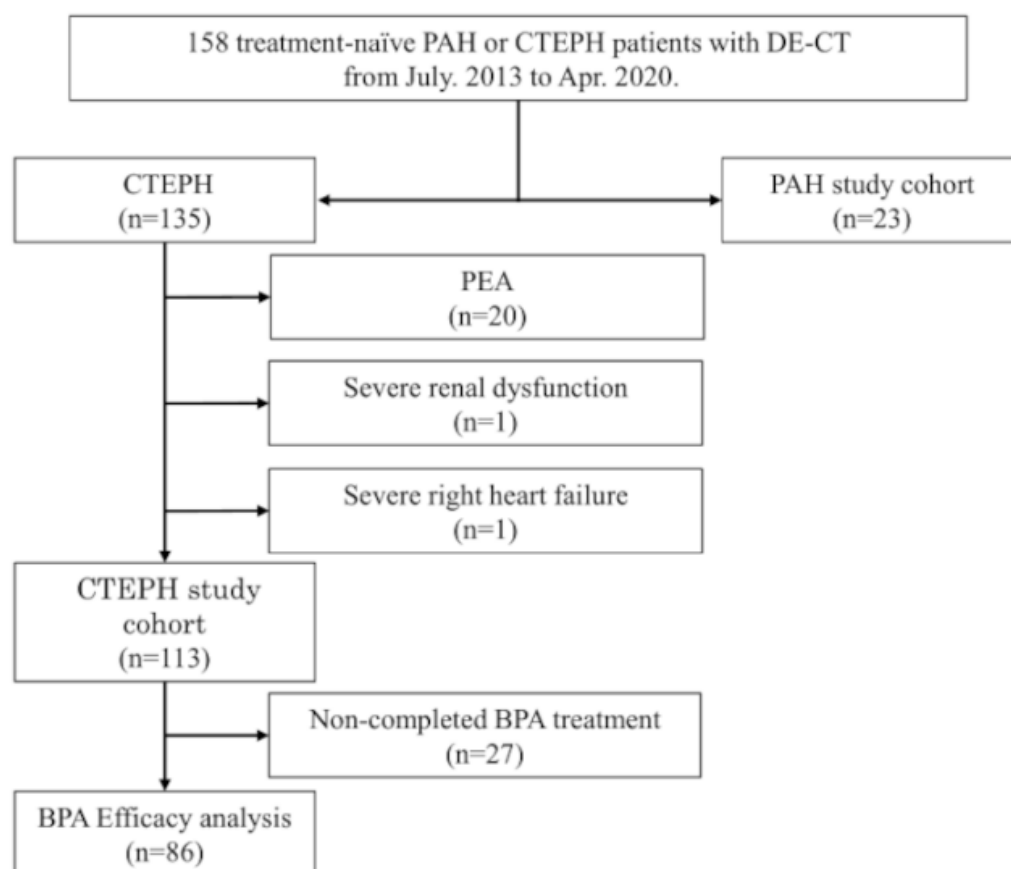 158 treatment-naïve PAH or CTEPH patients with DE-CT
from July. 2013 to Apr. 2020.
CTEPH
(n=135)
PAH study cohort
(n=23)
PEA
(n=20)
Severe renal dysfunction
(n=1)
Severe right heart failure
(n=1)
CTEPH study
cohort
(n=113)
Non-completed BPA treatment
(n=27)
BPA Efficacy analysis
(n=86)